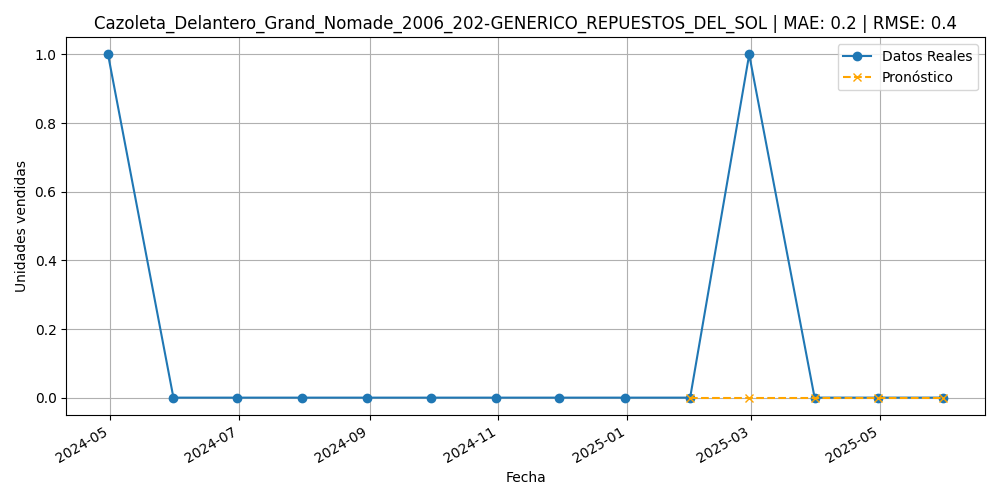 Cazoleta_Delantero_Grand_Nomade_2006_202-GENERICO_REPUESTOS_DEL_SOL | MAE: 0.2 | RMSE: 0.4
Datos Reales
Pronóstico
Unidades vendidas
1.0
0.8
0.6
0.4
0.2
0.0
2024-05
2024-07
2024-09
2024-11
2025-01
2025-03
2025-05
Fecha